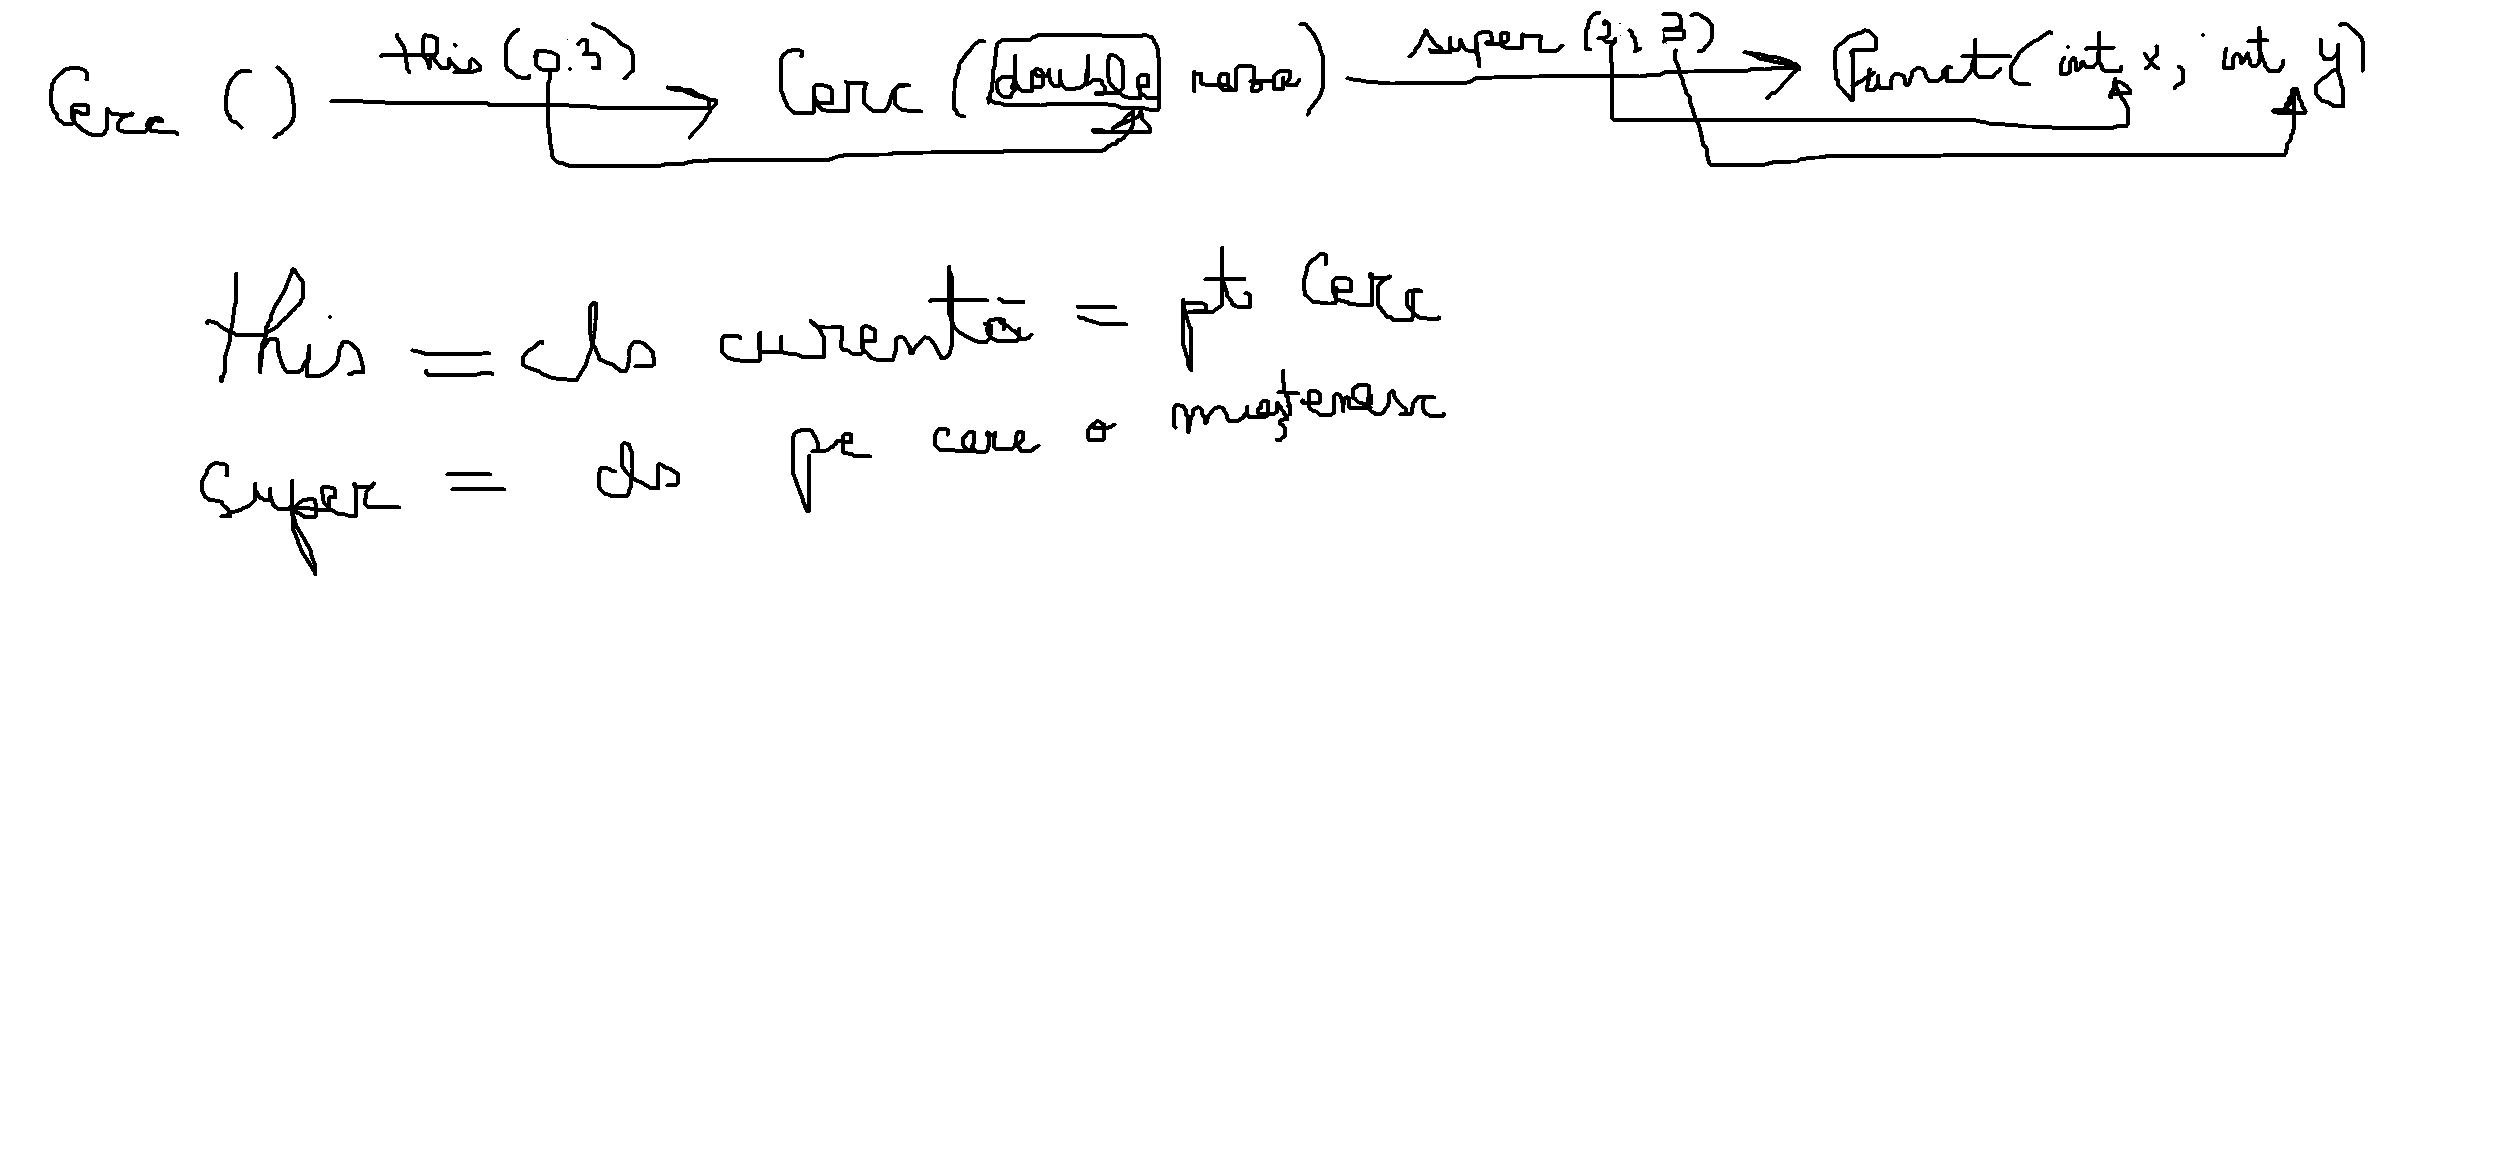 Cerc () this (0.3) Cerc (double raza) super (2, 3) Punct (int x, int y)
this = cls curentă = pt Cerc
super = cls pe care o moștenesc